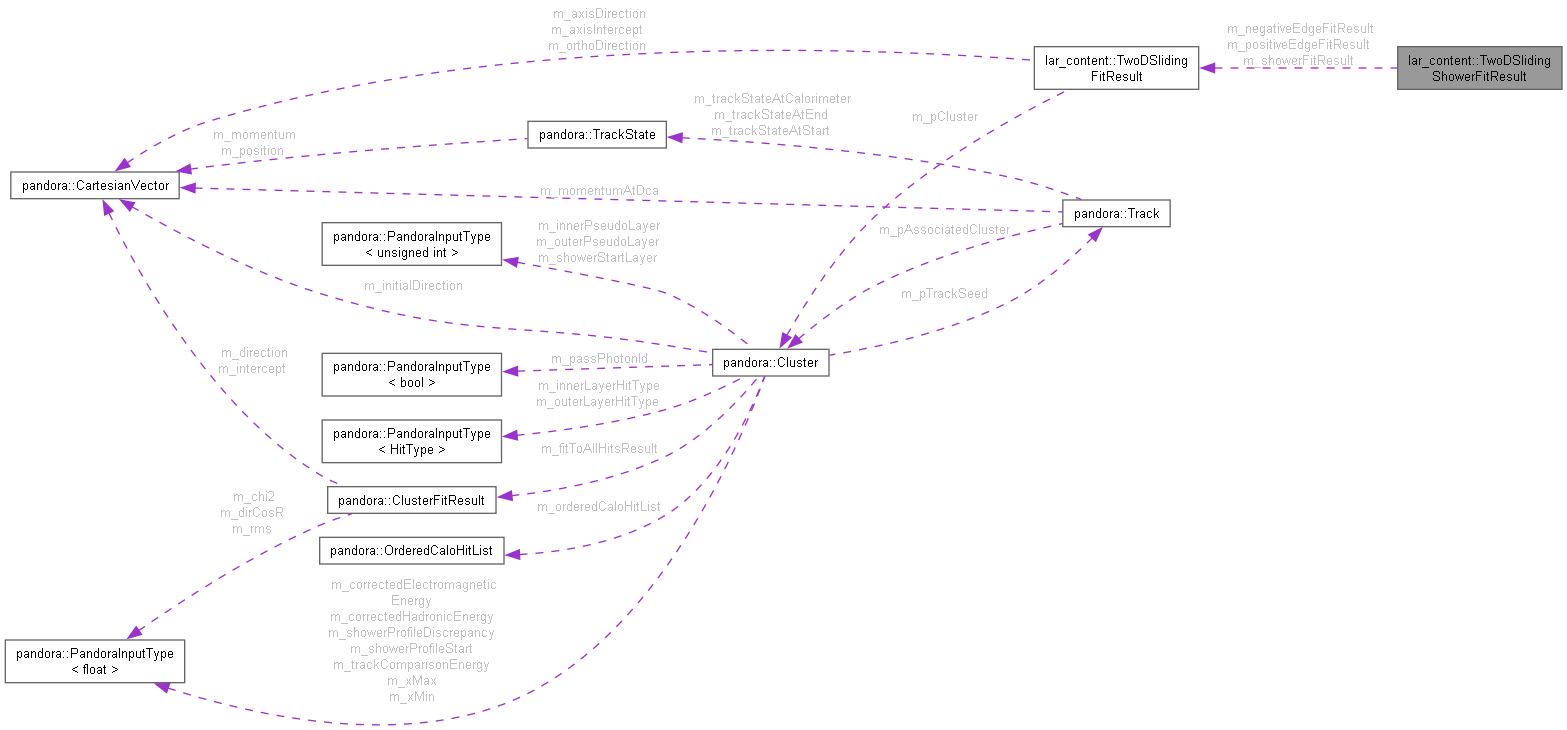 m_axisDirection
m_axisIntercept
m_orthoDirection
m_negativeEdgeFitResult
m_positiveEdgeFitResult
m_showerFitResult
lar_content::TwoDSliding
FitResult
lar_content::TwoDSliding
ShowerFitResult
m_trackStateAtCalorimeter
m_trackStateAtEnd
m_trackStateAtStart
m_pCluster
m_momentum
m_position
pandora::TrackState
pandora::CartesianVector
m_momentumAtDca
pandora::Track
pandora::PandoraInputType
< unsigned int >
m_innerPseudoLayer
m_outerPseudoLayer
m_showerStartLayer
m_pAssociatedCluster
m_initialDirection
m_pTrackSeed
m_direction
m_intercept
pandora::PandoraInputType
< bool >
m_passPhotonId
pandora::Cluster
m_innerLayerHitType
m_outerLayerHitType
pandora::PandoraInputType
< HitType >
m_fitToAllHitsResult
m_chi2
m_dirCosR
m_rms
pandora::ClusterFitResult
m_orderedCaloHitList
pandora::OrderedCaloHitList
m_correctedElectromagnetic
Energy
m_correctedHadronicEnergy
m_showerProfileDiscrepancy
m_showerProfileStart
m_trackComparisonEnergy
m_xMax
m_xMin
pandora::PandoraInputType
< float >